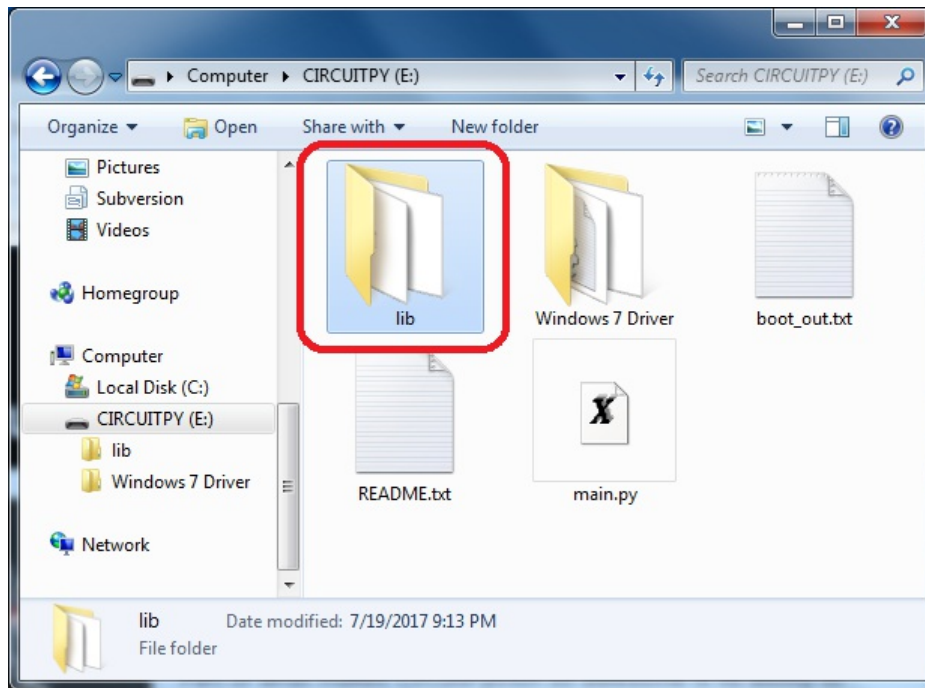 Computer CIRCUITPY (E:)
Search CIRCUITPY (E:)
Organize Open Share with New folder
Pictures
Subversion
Videos
Homegroup
Computer
Local Disk (C:)
CIRCUITPY (E:)
lib
Windows 7 Driver
Network
lib
Windows 7 Driver
boot_out.txt
README.txt
main.py
lib Date modified: 7/19/2017 9:13 PM
File folder